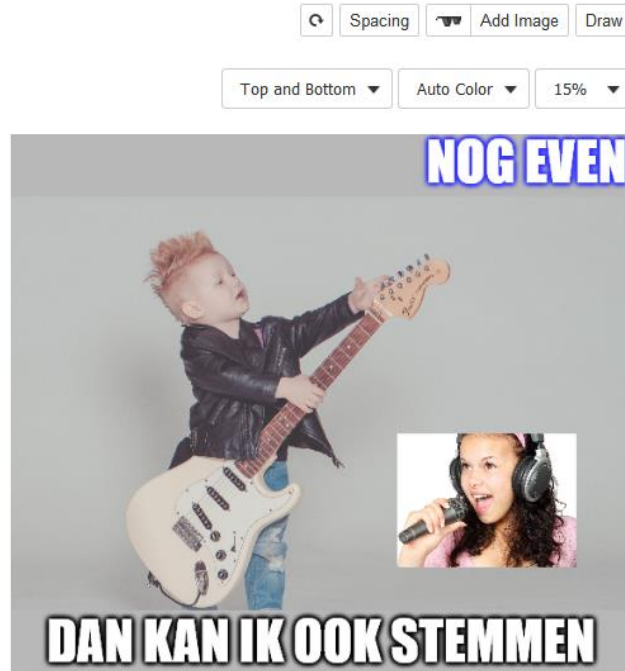 Spacing
Add Image
Draw
Top and Bottom
Auto Color
15%
NOG EVEN
DAN KAN IK OOK STEMMEN